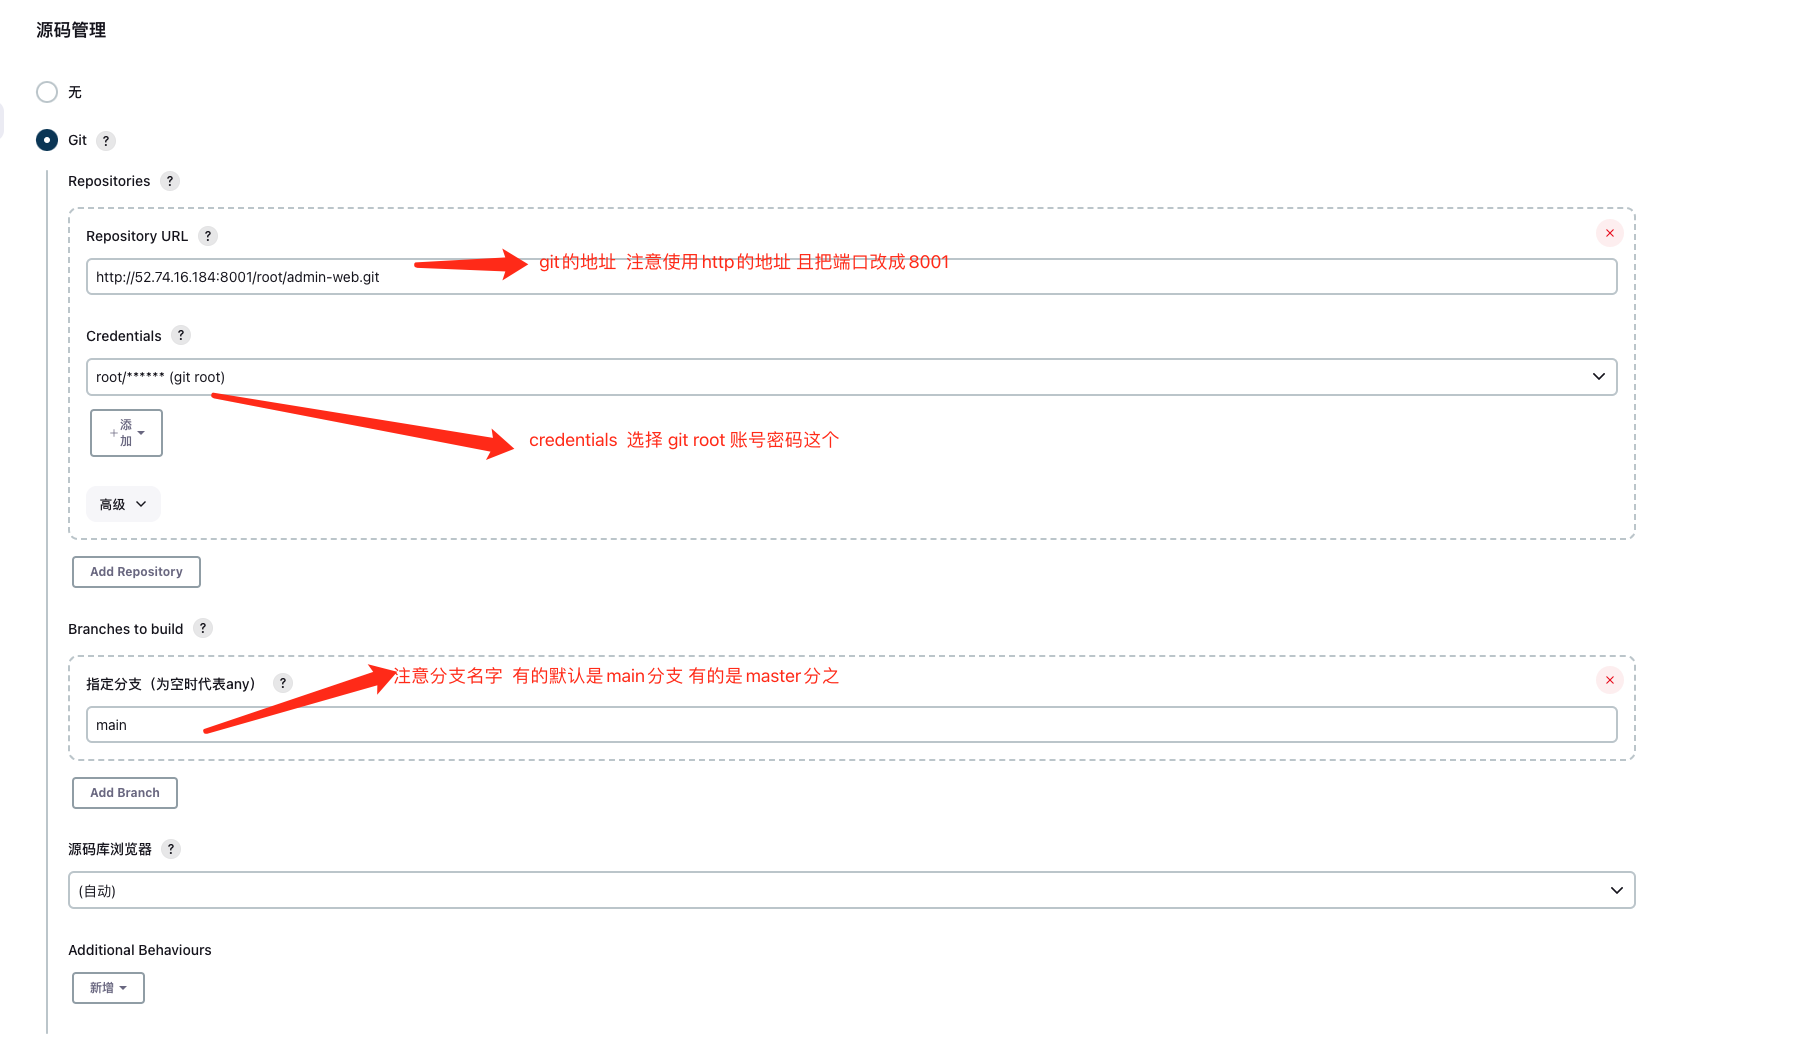 源码管理
无
Git ?
Repositories ?
Repository URL ?
git的地址 注意使用http的地址 且把端口改成8001
http://52.74.16.184:8001/root/admin-web.git
Credentials ?
root/****** (git root)
+添加
credentials 选择 git root 账号密码这个
高级
Add Repository
Branches to build ?
注意分支名字 有的默认是main分支 有的是master分之
指定分支（为空时代表any） ?
main
Add Branch
源码库浏览器 ?
(自动)
Additional Behaviours
新增